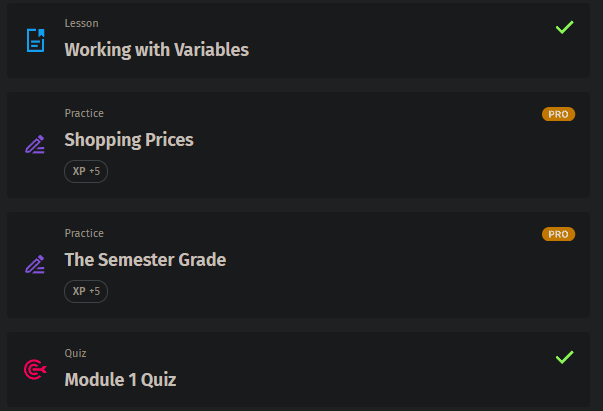 Lesson
Working with Variables
Practice
PRO
Shopping Prices
XP +5
Practice
PRO
The Semester Grade
XP +5
Quiz
Module 1 Quiz